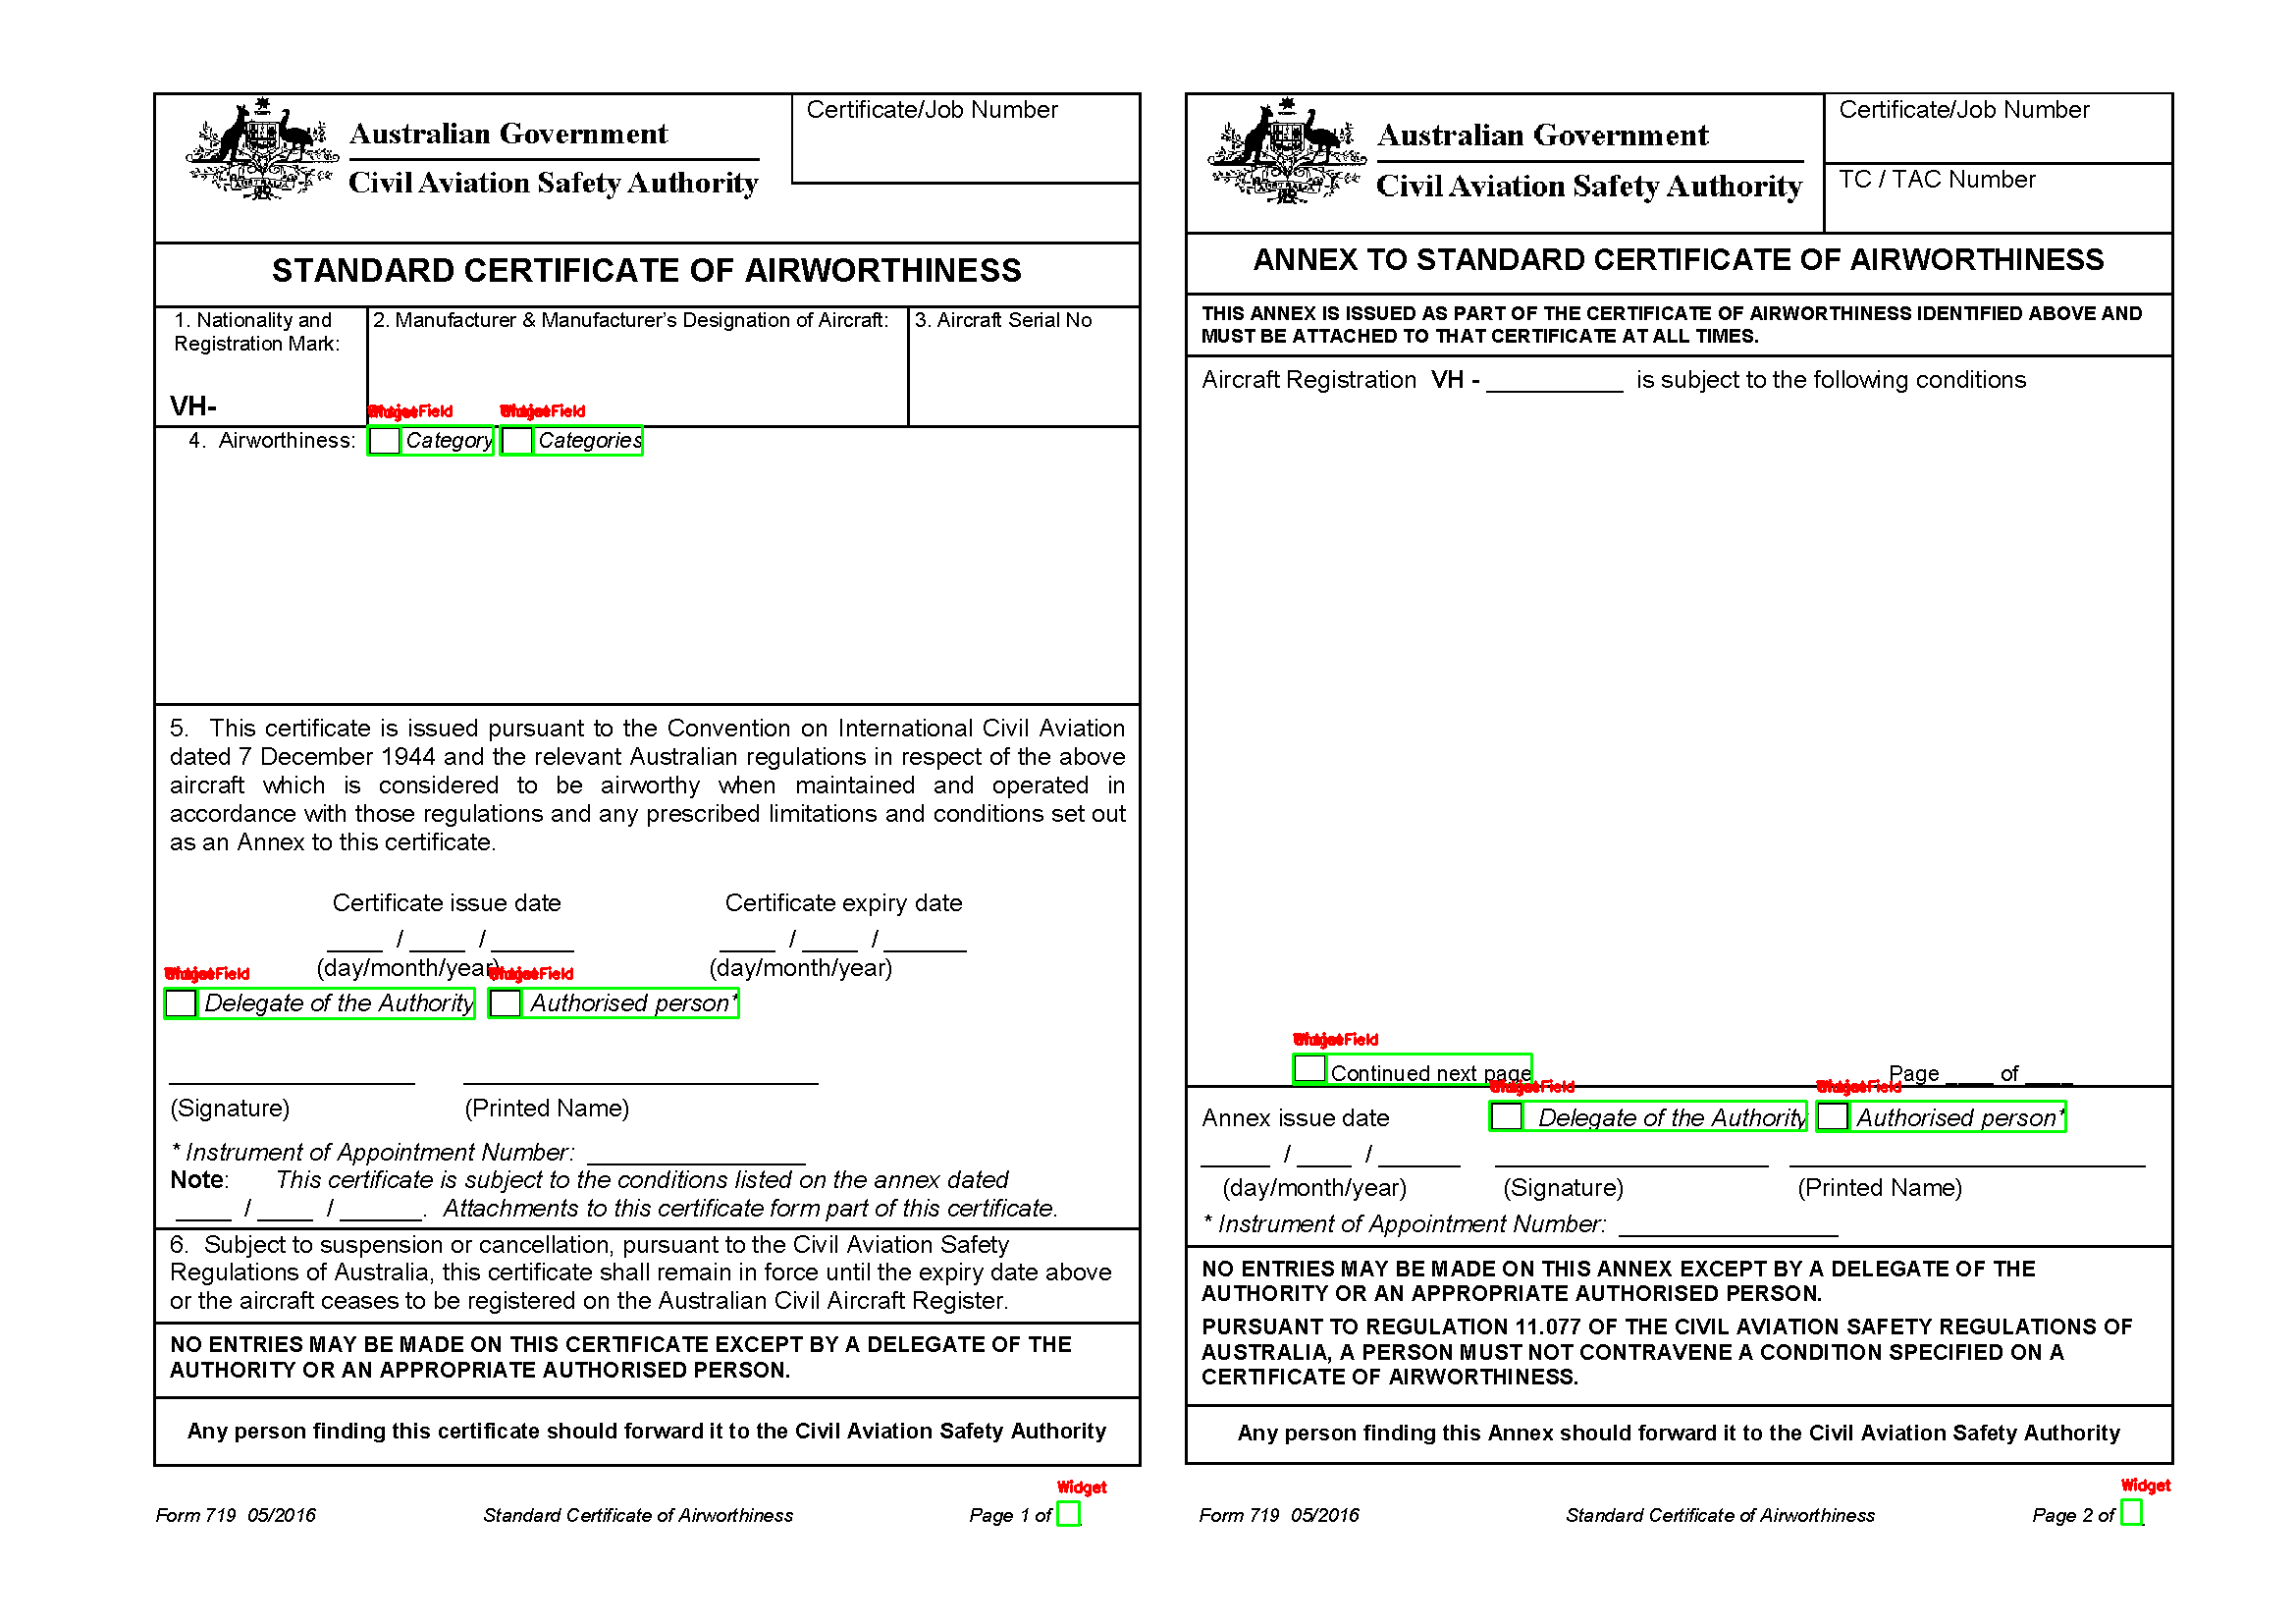 Australian Government
Civil Aviation Safety Authority
Certificate/Job Number
STANDARD CERTIFICATE OF AIRWORTHINESS
1. Nationality and
Registration Mark:
VH-
2. Manufacturer & Manufacturer's Designation of Aircraft:
3. Aircraft Serial No
Field Field
4. Airworthiness: Category Categories
5. This certificate is issued pursuant to the Convention on International Civil Aviation
dated 7 December 1944 and the relevant Australian regulations in respect of the above
aircraft which is considered to be airworthy when maintained and operated in
accordance with those regulations and any prescribed limitations and conditions set out
as an Annex to this certificate.
Certificate issue date Certificate expiry date
____ / ____ / ______ ____ / ____ / ______
(day/month/year) (day/month/year)
Field Field
Delegate of the Authority Authorised person*
(Signature) (Printed Name)
* Instrument of Appointment Number: ________________
Note: This certificate is subject to the conditions listed on the annex dated
____ / ____ / ______. Attachments to this certificate form part of this certificate.
6. Subject to suspension or cancellation, pursuant to the Civil Aviation Safety
Regulations of Australia, this certificate shall remain in force until the expiry date above
or the aircraft ceases to be registered on the Australian Civil Aircraft Register.
NO ENTRIES MAY BE MADE ON THIS CERTIFICATE EXCEPT BY A DELEGATE OF THE
AUTHORITY OR AN APPROPRIATE AUTHORISED PERSON.
Any person finding this certificate should forward it to the Civil Aviation Safety Authority
Widget
Form 719 05/2016 Standard Certificate of Airworthiness Page 1 of
Australian Government
Civil Aviation Safety Authority
Certificate/Job Number
TC / TAC Number
ANNEX TO STANDARD CERTIFICATE OF AIRWORTHINESS
THIS ANNEX IS ISSUED AS PART OF THE CERTIFICATE OF AIRWORTHINESS IDENTIFIED ABOVE AND
MUST BE ATTACHED TO THAT CERTIFICATE AT ALL TIMES.
Aircraft Registration VH - __________ is subject to the following conditions
Field
Continued next page Page ____ of ____
Field Field
Annex issue date Delegate of the Authority Authorised person*
_____ / ____ / ______
(day/month/year) (Signature) (Printed Name)
* Instrument of Appointment Number: ________________
NO ENTRIES MAY BE MADE ON THIS ANNEX EXCEPT BY A DELEGATE OF THE
AUTHORITY OR AN APPROPRIATE AUTHORISED PERSON.
PURSUANT TO REGULATION 11.077 OF THE CIVIL AVIATION SAFETY REGULATIONS OF
AUSTRALIA, A PERSON MUST NOT CONTRAVENE A CONDITION SPECIFIED ON A
CERTIFICATE OF AIRWORTHINESS.
Any person finding this Annex should forward it to the Civil Aviation Safety Authority
Widget
Form 719 05/2016 Standard Certificate of Airworthiness Page 2 of